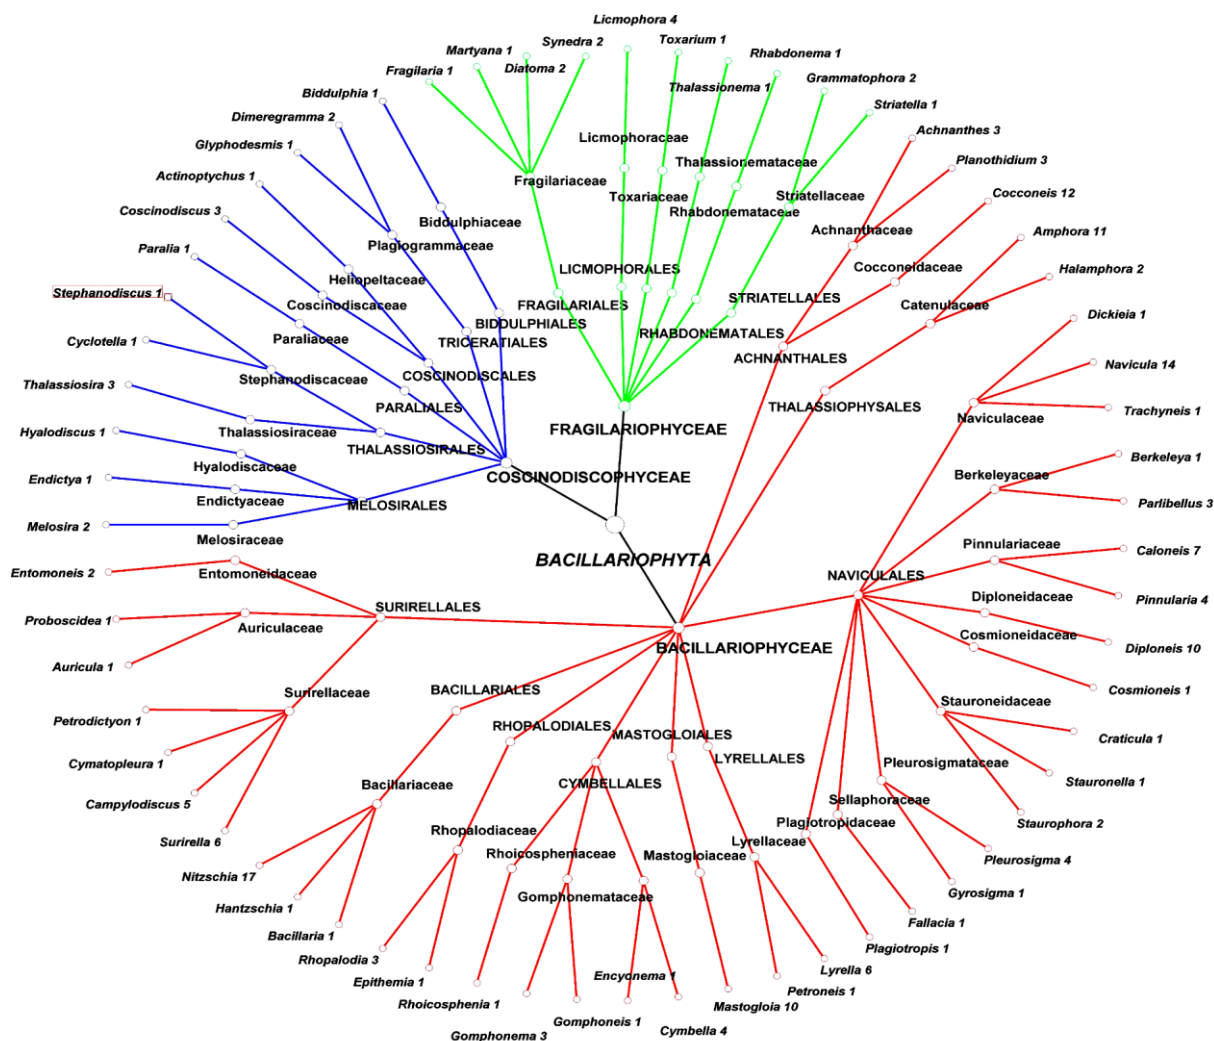 Licmophora 4
Synedra 2
Toxarium 1
Martyana 1
Rhabdonema 1
Diatoma 2
Fragilaria 1
Grammatophora 2
Thalassionema 1
Biddulphia 1
Striatella 1
Dimeregramma 2
Achnanthes 3
Licmophoraceae
Glyphodesmis 1
Planothidium 3
Thalassionemataceae
Actinoptychus 1
Fragilariaceae
Cocconeis 12
Striatellaceae
Toxariaceae
Coscinodiscus 3
Rhabdonemataceae
Biddulphiaceae
Achnanthaceae
Amphora 11
Plagiogrammaceae
Paralia 1
Cocconeidaceae
LICMOPHORALES
Halamphora 2
Heliopeltaceae
Stephanodiscus 1
STRIATELLALES
Coscinodiscaceae
FRAGILARIALES
Catenulaceae
Dickieia 1
BIDDULPHIALES
RHABDONEMATALES
Paraliaceae
Cyclotella 1
TRICERATIALES
ACHNANTHALES
Navicula 14
COSCINODISCALES
Stephanodiscaceae
Thalassiosira 3
THALASSIOPHYSALES
PARALIALES
Trachyneis 1
Naviculaceae
Thalassiosiraceae
FRAGILARIOPHYCEAE
Hyalodiscus 1
THALASSIOSIRALES
Berkeleya 1
Hyalodiscaceae
Berkeleyaceae
COSCINODISCOPHYCEAE
Endictya 1
Endictyaceae
MELOSIRALES
Parlibellus 3
Melosira 2
Melosiraceae
Pinnulariaceae
Caloneis 7
BACILLARIOPHYTA
Entomoneis 2
Entomoneidaceae
NAVICULALES
Diploneidaceae
Pinnularia 4
SURIRELLALES
Proboscidea 1
Auriculaceae
Cosmioneidaceae
Diploneis 10
BACILLARIOPHYCEAE
Auricula 1
Cosmioneis 1
Surirellaceae
BACILLARIALES
Stauroneidaceae
Petrodictyon 1
RHOPALODIALES
MASTOGLOIALES
Craticula 1
Cymatopleura 1
LYRELLALES
Pleurosigmataceae
Stauronella 1
CYMBELLALES
Bacillariaceae
Campylodiscus 5
Sellaphoraceae
Staurophora 2
Plagiotropidaceae
Rhopalodiaceae
Surirella 6
Lyrellaceae
Rhoicospheniaceae
Mastogloiaceae
Pleurosigma 4
Nitzschia 17
Gomphonemataceae
Gyrosigma 1
Hantzschia 1
Fallacia 1
Bacillaria 1
Plagiotropis 1
Rhopalodia 3
Lyrella 6
Encyonema 1
Epithemia 1
Petroneis 1
Rhoicosphenia 1
Mastogloia 10
Gomphoneis 1
Gomphonema 3
Cymbella 4